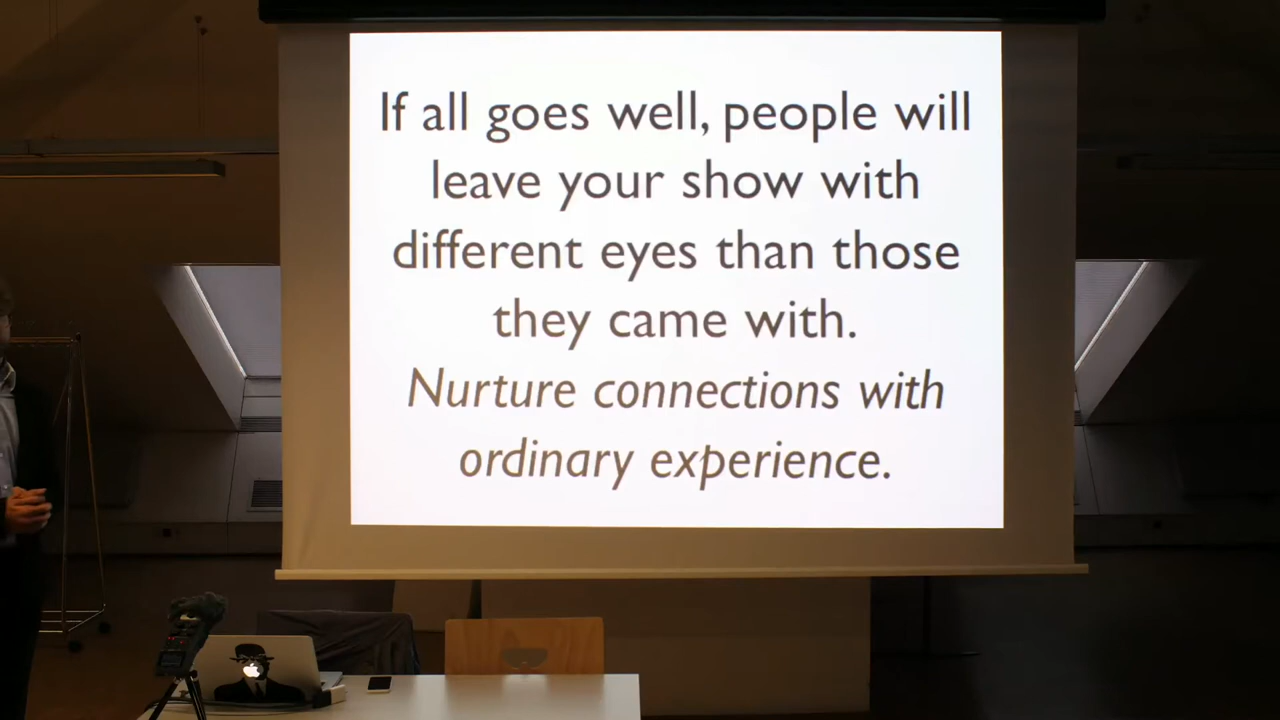 If all goes well, people will
leave your show with
different eyes than those
they came with.
Nurture connections with
ordinary experience.